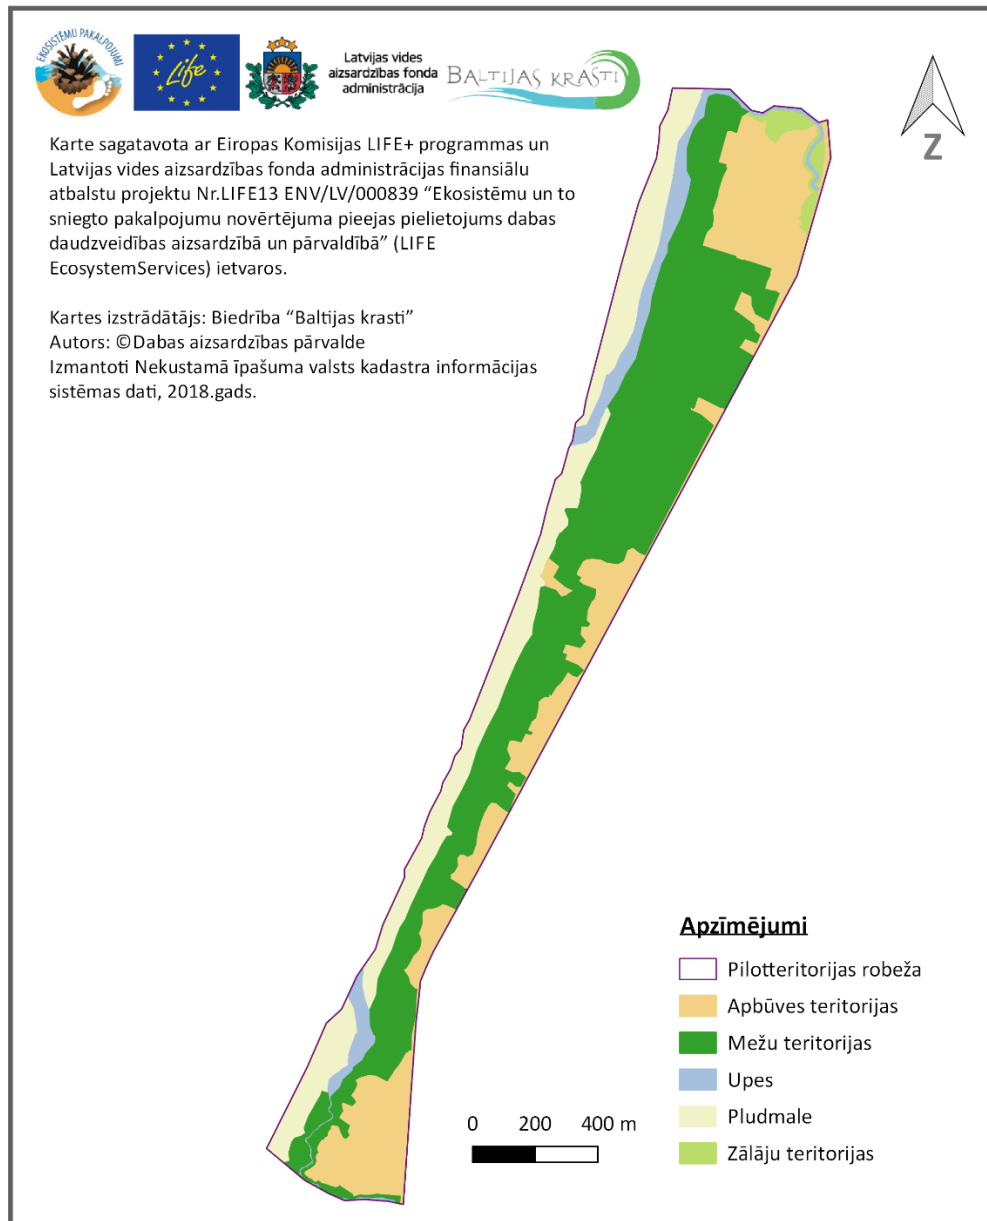 EKOSISTĒMU PAKALPOJUMI
Life
Latvijas vides
aizsardzības fonda
administrācija
BALTIJAS KRASTI
Karte sagatavota ar Eiropas Komisijas LIFE+ programmas un
Latvijas vides aizsardzības fonda administrācijas finansiālu
atbalstu projektu Nr.LIFE13 ENV/LV/000839 “Ekosistēmu un to
sniegto pakalpojumu novērtējuma pieejas pielietojums dabas
daudzveidības aizsardzībā un pārvaldībā” (LIFE
EcosystemServices) ietvaros.
Kartes izstrādātājs: Biedrība “Baltijas krasti”
Autors: ©Dabas aizsardzības pārvalde
Izmantoti Nekustamā īpašuma valsts kadastra informācijas
sistēmas dati, 2018.gads.
Z
Apzīmējumi
Pilotteritorijas robeža
Apbūves teritorijas
Mežu teritorijas
Upes
Pludmale
Zālāju teritorijas
0 200 400 m